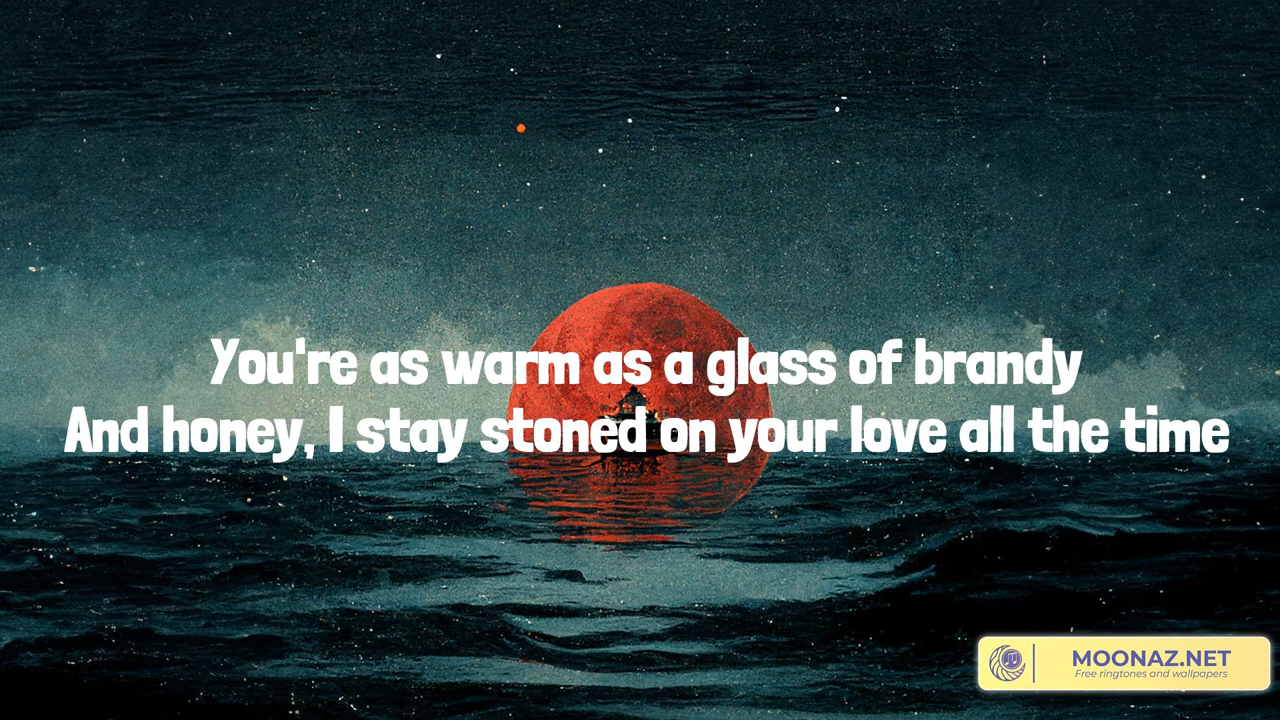 You're as warm as a glass of brandy
And honey, I stay stoned on your love all the time
MOONAZ.NET
Free ringtones and wallpapers